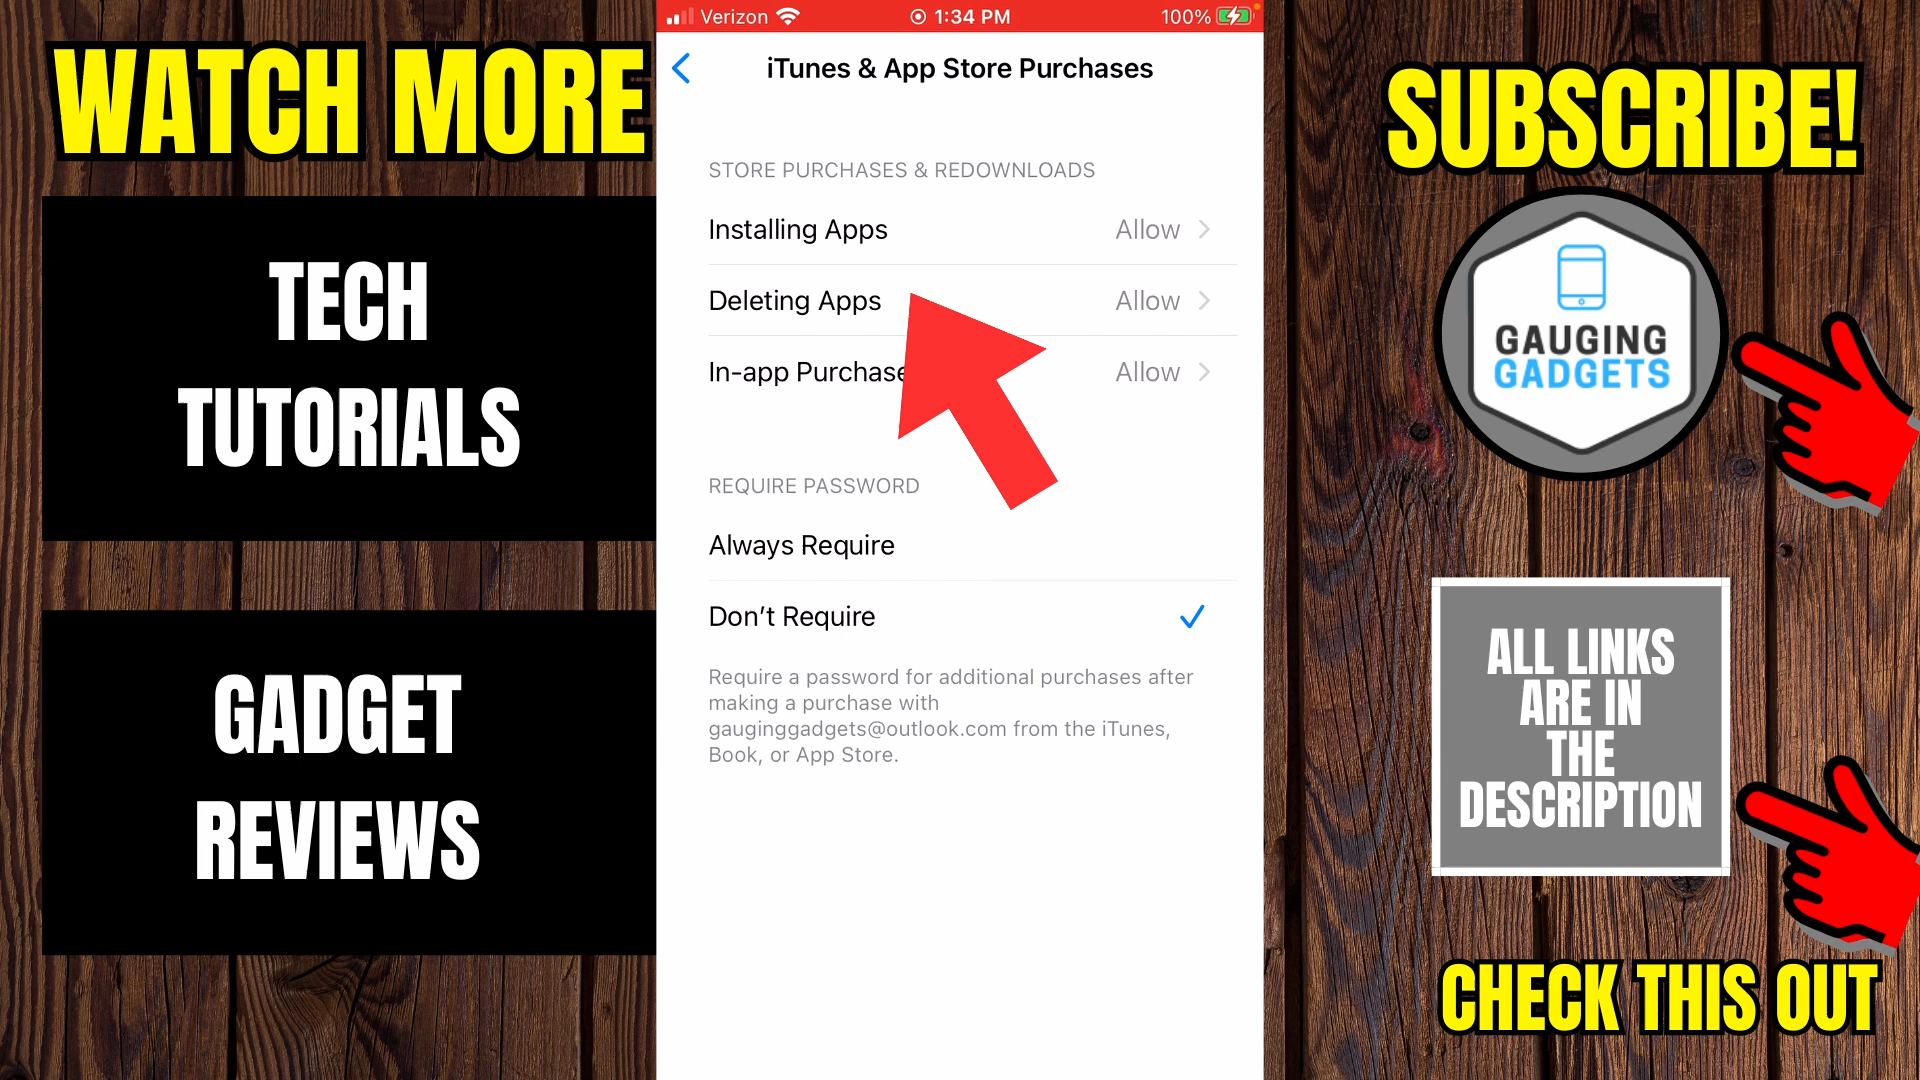 WATCH MORE
TECH
TUTORIALS
GADGET
REVIEWS
Verizon
1:34 PM
100%
iTunes & App Store Purchases
STORE PURCHASES & REDOWNLOADS
Installing Apps Allow
Deleting Apps Allow
In-app Purchase Allow
REQUIRE PASSWORD
Always Require
Don’t Require
Require a password for additional purchases after
making a purchase with
gauginggadgets@outlook.com from the iTunes,
Book, or App Store.
SUBSCRIBE!
GAUGING
GADGETS
ALL LINKS
ARE IN
THE
DESCRIPTION
CHECK THIS OUT